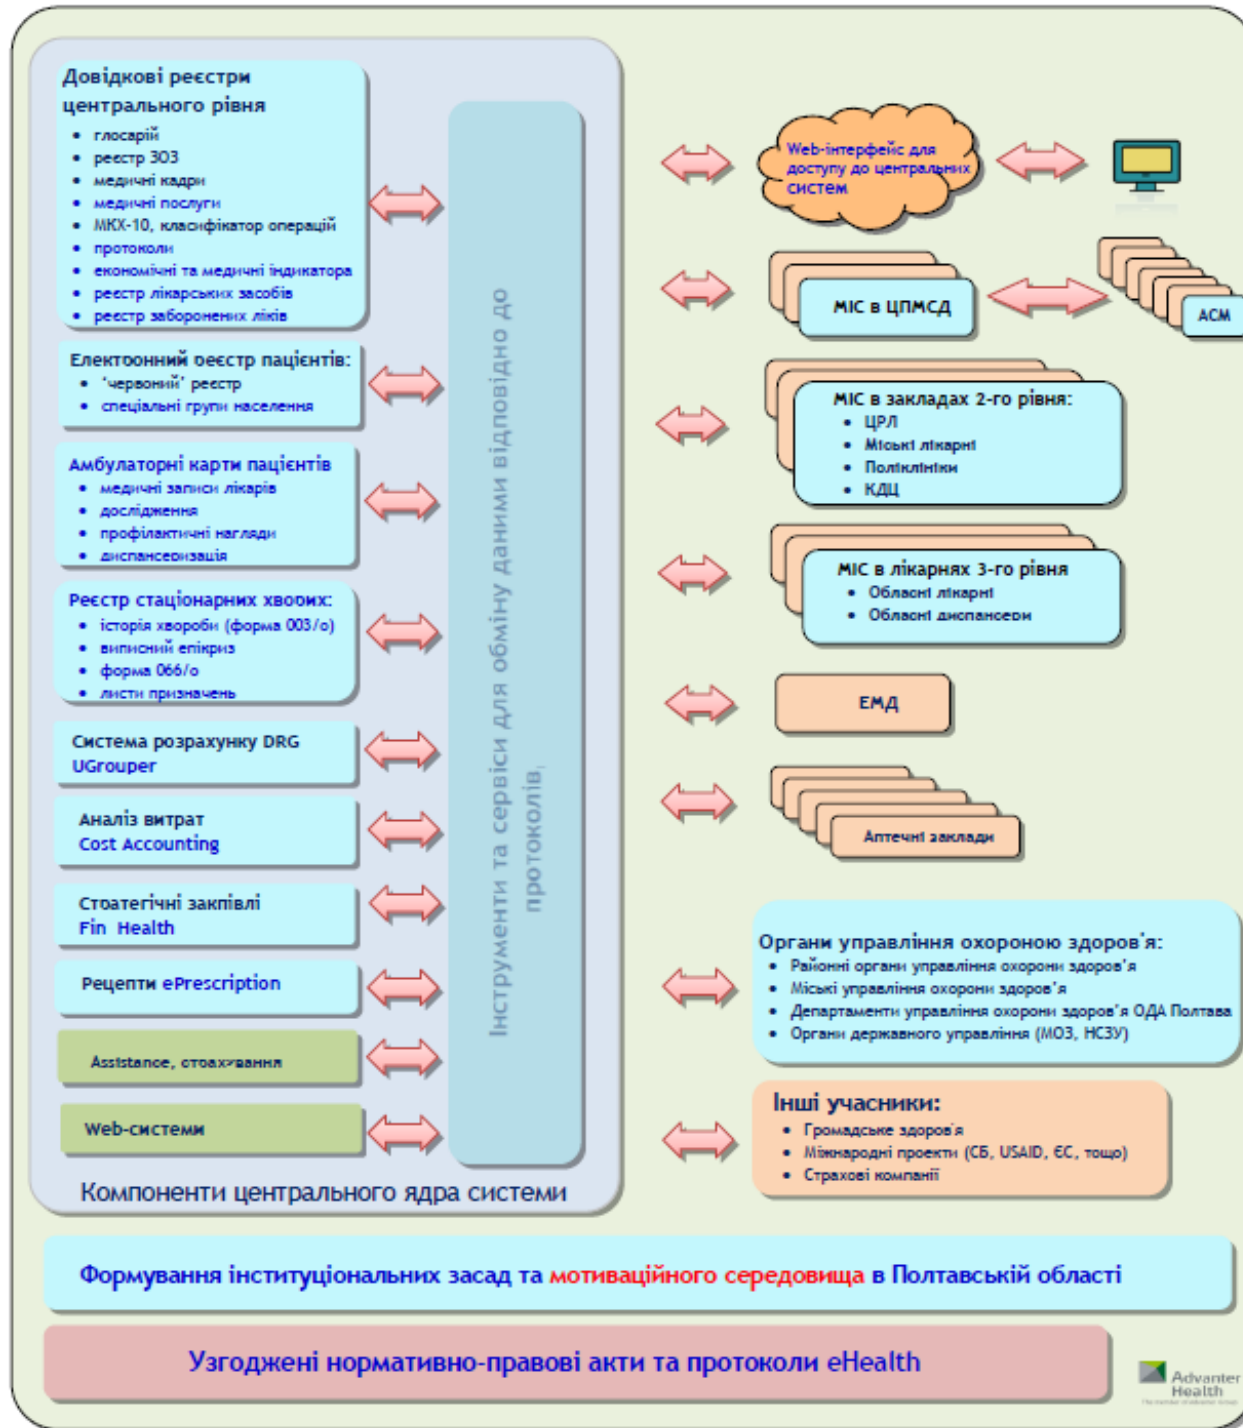 Довідкові реєстри
центрального рівня
• глосарій
• реєстр ЗОЗ
• медичні кадри
• медичні послуги
• МКХ-10, класифікатор операцій
• протоколи
• економічні та медичні індикатора
• реєстр лікарських засобів
• реєстр заборонених ліків
Електронний реєстр пацієнтів:
• ‘червоний’ реєстр
• спеціальні групи населення
Амбулаторні карти пацієнтів
• медичні записи лікарів
• дослідження
• профілактичні нагляди
• диспансеризація
Реєстр стаціонарних хворих:
• історія хвороби (форма 003/о)
• виписний епікриз
• форма 066/о
• листи призначень
Система розрахунку DRG
UGrouper
Аналіз витрат
Cost Accounting
Стратегічні закпівлі
Fin Health
Рецепти ePrescription
Assistance, страхування
Web-системи
Інструменти та сервіси для обміну даними відповідно до
протоколів,
Компоненти центрального ядра системи
Web-інтерфейс для
доступу до центральних
систем
МІС в ЦПМСД
АСМ
МІС в закладах 2-го рівня:
• ЦРЛ
• Міські лікарні
• Поліклініки
• КДЦ
МІС в лікарнях 3-го рівня
• Обласні лікарні
• Обласні диспансери
ЕМД
Аптечні заклади
Органи управління охороною здоров'я:
• Районні органи управління охорони здоров’я
• Міські управління охорони здоров’я
• Департаменти управління охорони здоров’я ОДА Полтава
• Органи державного управління (МОЗ, НСЗУ)
Інші учасники:
• Громадське здоров'я
• Міжнародні проекти (СБ, USAID, ЄС, тощо)
• Страхові компанії
Формування інституціональних засад та мотиваційного середовища в Полтавській області
Узгоджені нормативно-правові акти та протоколи eHealth
Advanter
Health